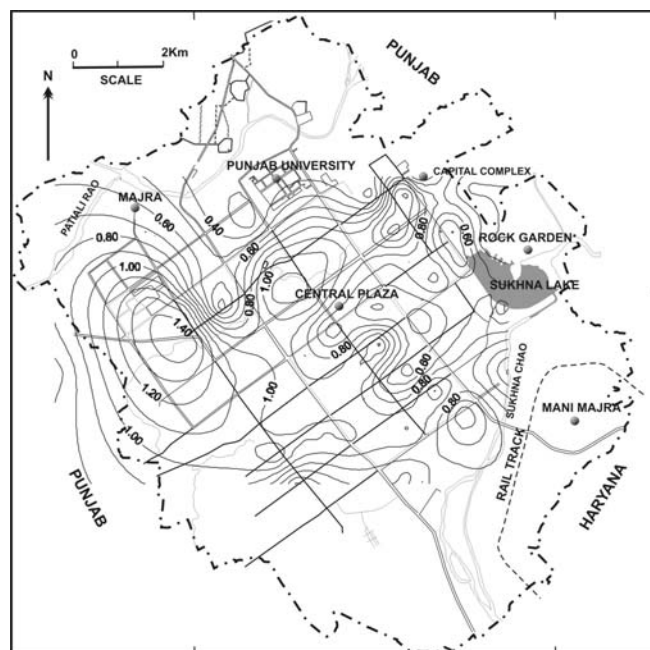 0 2Km
SCALE
N
PUNJAB
PUNJAB UNIVERSITY
CAPITAL COMPLEX
MAJRA
PATIALI RAO
0.60
0.40
0.80
0.60
0.80
0.60
ROCK GARDEN
1.00
1.00
0.80
SUKHNA LAKE
CENTRAL PLAZA
1.40
0.80
0.60
0.80
1.20
1.00
0.80
SUKHNA CHAO
MANI MAJRA
1.00
RAIL TRACK
PUNJAB
HARYANA